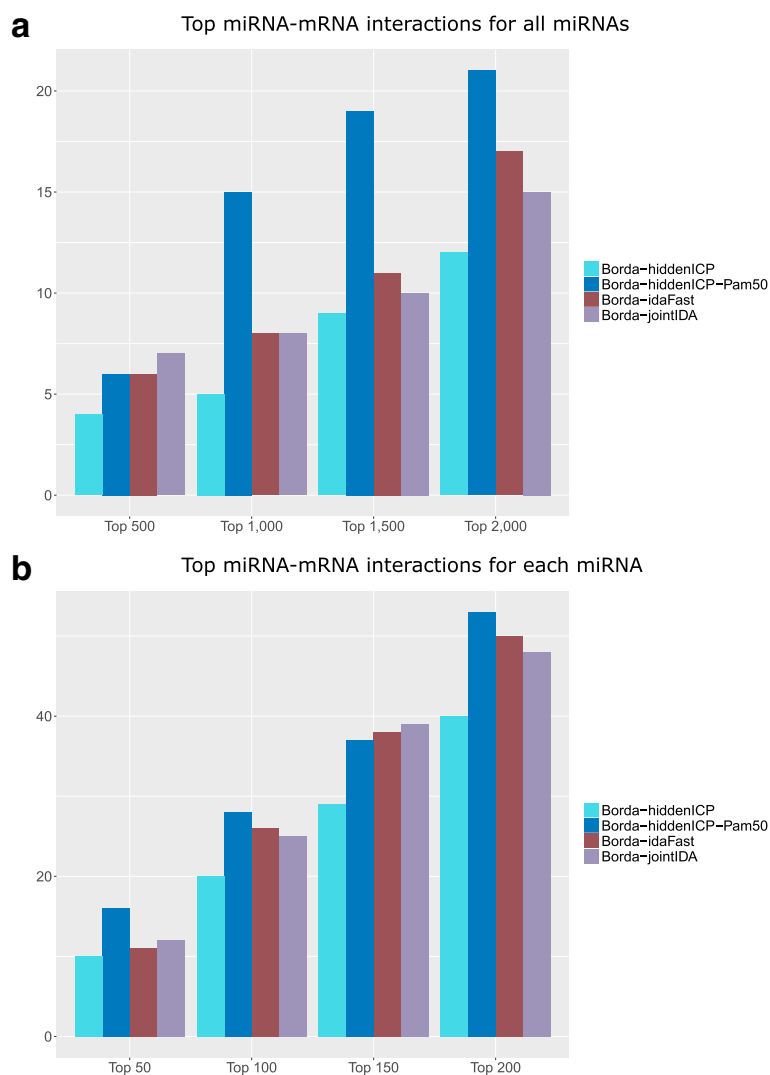 a
Top miRNA-mRNA interactions for all miRNAs
20
15
10
5
0
Top 500
Top 1,000
Top 1,500
Top 2,000
Borda−hiddenICP
Borda−hiddenICP−Pam50
Borda−idaFast
Borda−jointIDA
b
Top miRNA-mRNA interactions for each miRNA
40
20
0
Top 50
Top 100
Top 150
Top 200
Borda−hiddenICP
Borda−hiddenICP−Pam50
Borda−idaFast
Borda−jointIDA